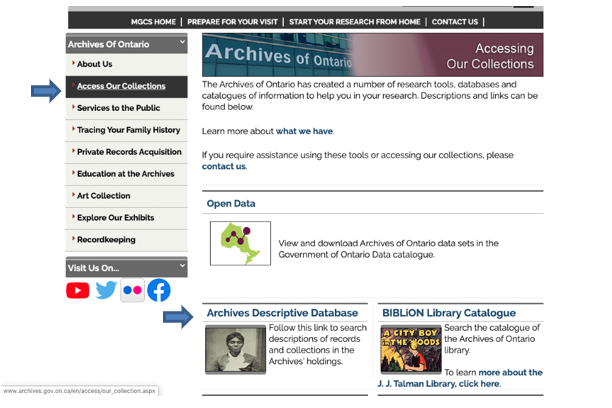 MGCS HOME | PREPARE FOR YOUR VISIT | START YOUR RESEARCH FROM HOME | CONTACT US |
Archives Of Ontario
About Us
Access Our Collections
Services to the Public
Tracing Your Family History
Private Records Acquisition
Education at the Archives
Art Collection
Explore Our Exhibits
Recordkeeping
Visit Us On...
Archives of Ontario
Accessing
Our Collections
The Archives of Ontario has created a number of research tools, databases and
catalogues of information to help you in your research. Descriptions and links can be
found below.
Learn more about what we have.
If you require assistance using these tools or accessing our collections, please
contact us.
Open Data
View and download Archives of Ontario data sets in the
Government of Ontario Data catalogue.
Archives Descriptive Database
Follow this link to search
descriptions of records
and collections in the
Archives' holdings.
BIBLiON Library Catalogue
A CITY BOY
IN THE WOODS
Search the catalogue of
the Archives of Ontario
library.
To learn more about the
J. J. Talman Library, click here.
www.archives.gov.on.ca/en/access/our_collection.aspx